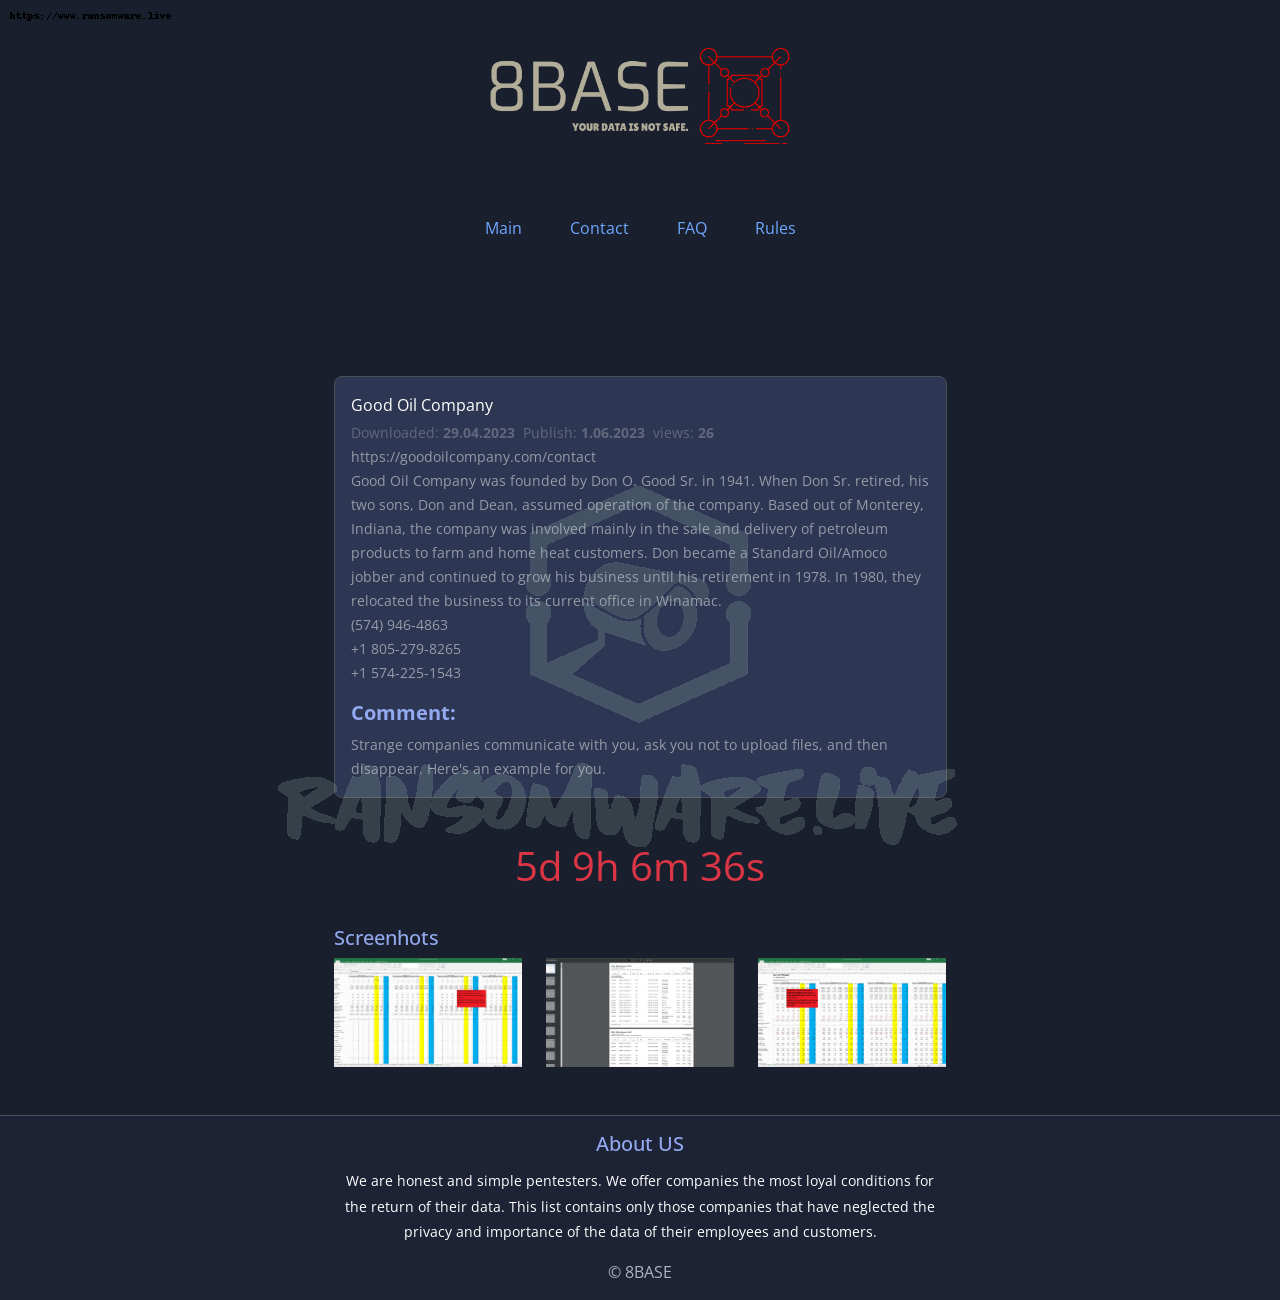 https://www.ransomware.live
8BASE
YOUR DATA IS NOT SAFE.
Main Contact FAQ Rules
Good Oil Company
Downloaded: 29.04.2023 Publish: 1.06.2023 views: 26
https://goodoilcompany.com/contact
Good Oil Company was founded by Don O. Good Sr. in 1941. When Don Sr. retired, his
two sons, Don and Dean, assumed operation of the company. Based out of Monterey,
Indiana, the company was involved mainly in the sale and delivery of petroleum
products to farm and home heat customers. Don became a Standard Oil/Amoco
jobber and continued to grow his business until his retirement in 1978. In 1980, they
relocated the business to its current office in Winamac.
(574) 946-4863
+1 805-279-8265
+1 574-225-1543
Comment:
Strange companies communicate with you, ask you not to upload files, and then
disappear. Here's an example for you.
RANSOMWARE.LIVE
5d 9h 6m 36s
Screenhots
About US
We are honest and simple pentesters. We offer companies the most loyal conditions for
the return of their data. This list contains only those companies that have neglected the
privacy and importance of the data of their employees and customers.
© 8BASE